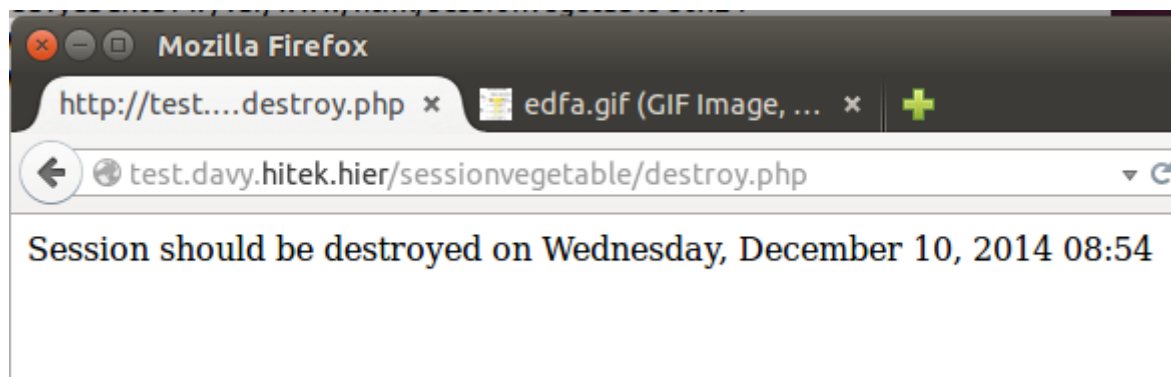 Mozilla Firefox
http://test....destroy.php × edfa.gif (GIF Image, ... ×
test.davy.hitek.hier/sessionvegetable/destroy.php
Session should be destroyed on Wednesday, December 10, 2014 08:54